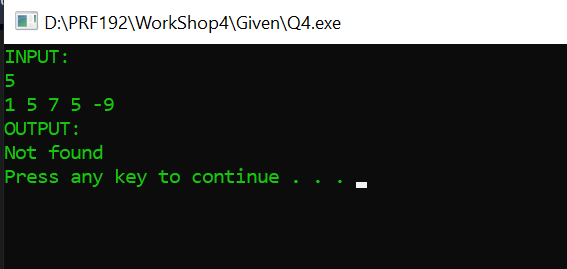 D:\PRF192\WorkShop4\Given\Q4.exe
INPUT:
5
1 5 7 5 -9
OUTPUT:
Not found
Press any key to continue . . .